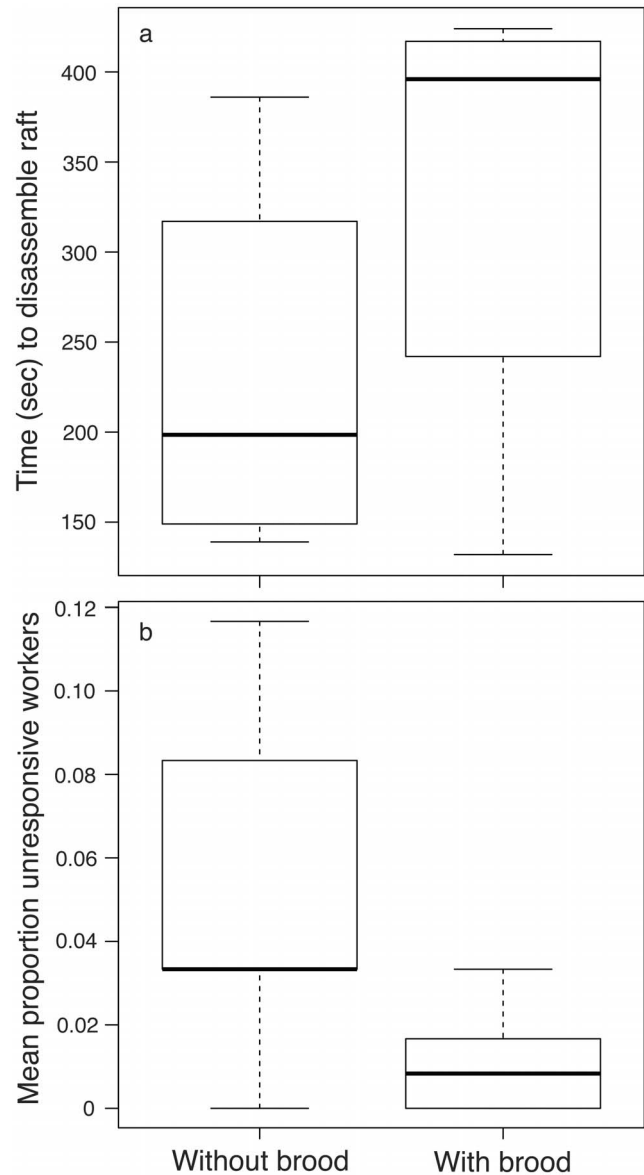 a
Time (sec) to disassemble raft
400
350
300
250
200
150
b
Mean proportion unresponsive workers
0.12
0.10
0.08
0.06
0.04
0.02
0
Without brood
With brood